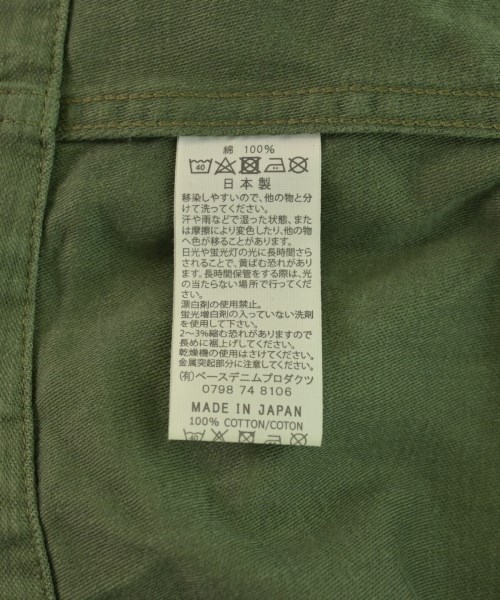 綿 100%
40
日本製
移染しやすいので、他の物と分
けて洗ってください。
汗や雨などで湿った状態、また
は摩擦により変色したり、他の物
へ色が移ることがあります。
日光や蛍光灯の光に長時間さら
されることで、黄ばむ恐れがあり
ます。長時間保管をする際は、光
の当たらない場所で行ってくだ
さい。
漂白剤の使用禁止。
蛍光増白剤の入っていない洗剤
を使用して下さい。
2〜3%縮む恐れがありますので
長めに裾上げしてください。
乾燥機の使用はさけてください。
金属突起部分に注意してください。
(有)ベースデニムプロダクツ
0798 74 8106
MADE IN JAPAN
100% COTTON/COTON
40